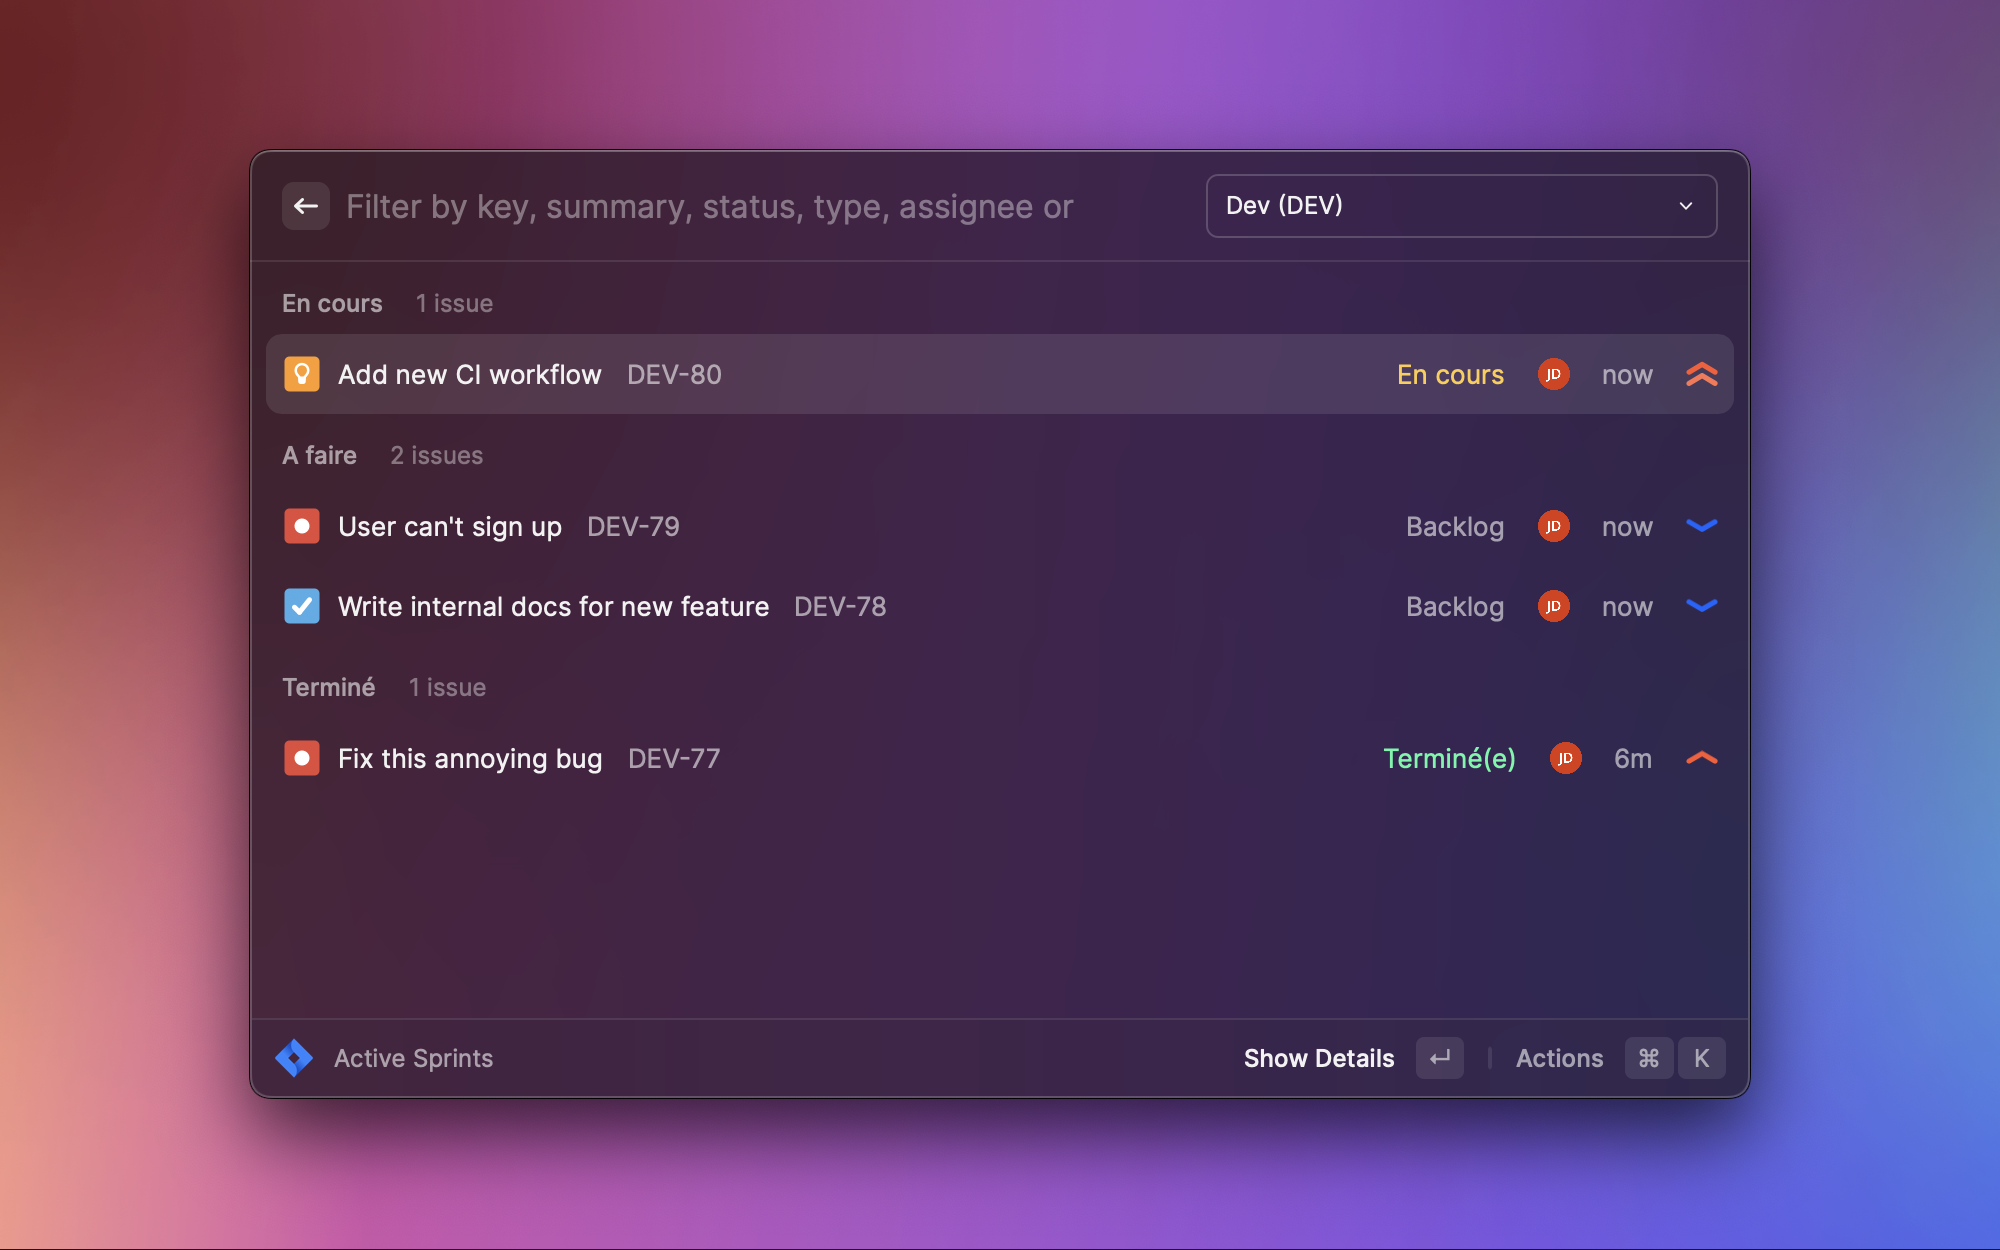 Filter by key, summary, status, type, assignee or
Dev (DEV)
En cours 1 issue
Add new CI workflow DEV-80 En cours JD now
A faire 2 issues
User can't sign up DEV-79 Backlog JD now
Write internal docs for new feature DEV-78 Backlog JD now
Terminé 1 issue
Fix this annoying bug DEV-77 Terminé(e) JD 6m
Active Sprints Show Details ↵ Actions ⌘ K